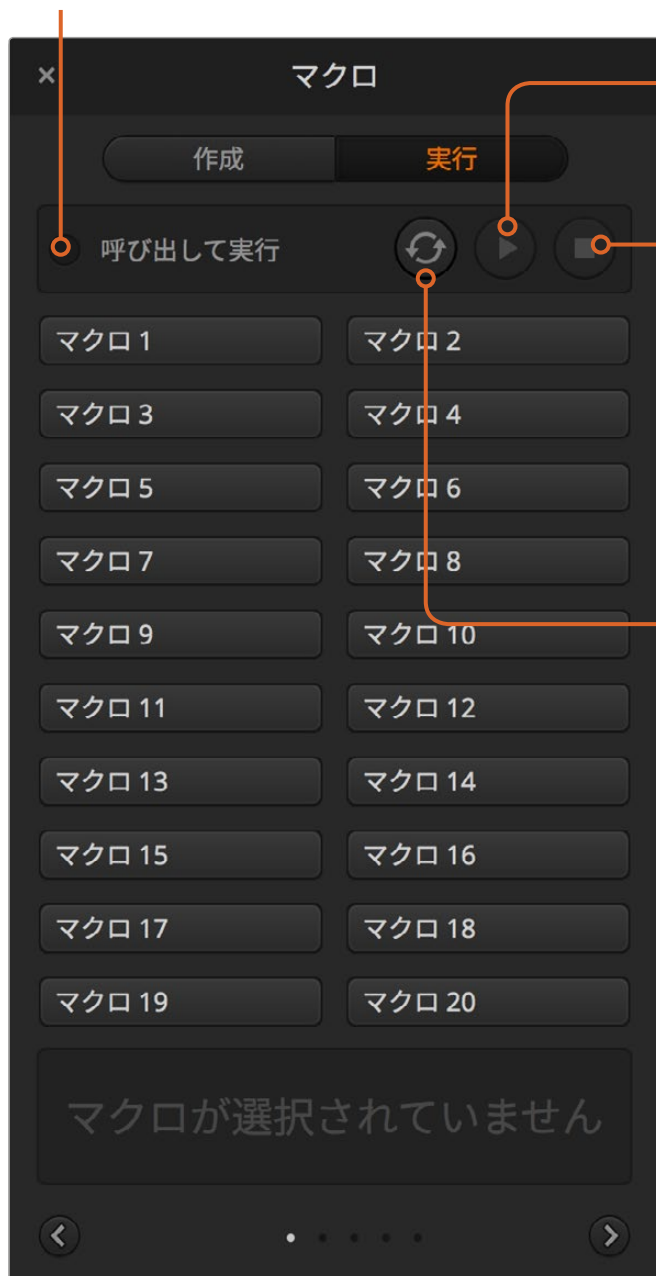 マクロ
作成 実行
呼び出して実行
マクロ 1 マクロ 2
マクロ 3 マクロ 4
マクロ 5 マクロ 6
マクロ 7 マクロ 8
マクロ 9 マクロ 10
マクロ 11 マクロ 12
マクロ 13 マクロ 14
マクロ 15 マクロ 16
マクロ 17 マクロ 18
マクロ 19 マクロ 20
マクロが選択されていません